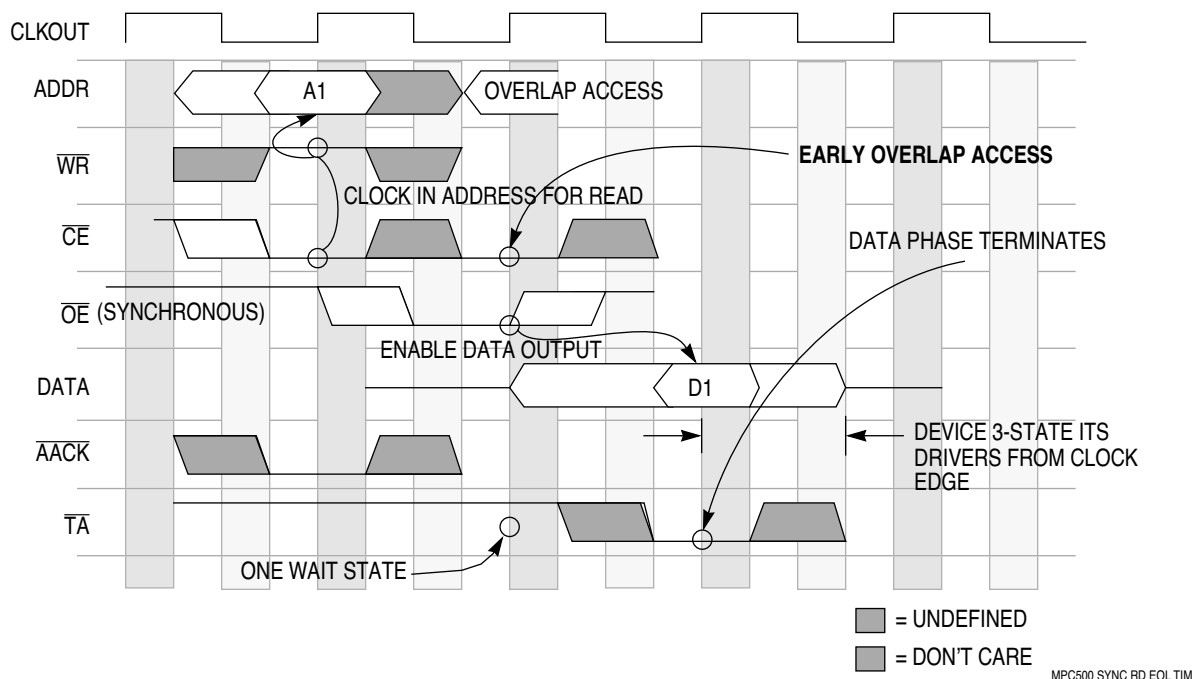 CLKOUT
ADDR
A1
OVERLAP ACCESS
WR
EARLY OVERLAP ACCESS
CLOCK IN ADDRESS FOR READ
CE
DATA PHASE TERMINATES
OE (SYNCHRONOUS)
ENABLE DATA OUTPUT
DATA
D1
AACK
DEVICE 3-STATE ITS
DRIVERS FROM CLOCK
EDGE
TA
ONE WAIT STATE
= UNDEFINED
= DON'T CARE
MPC500 SYNC RD EOL TIM